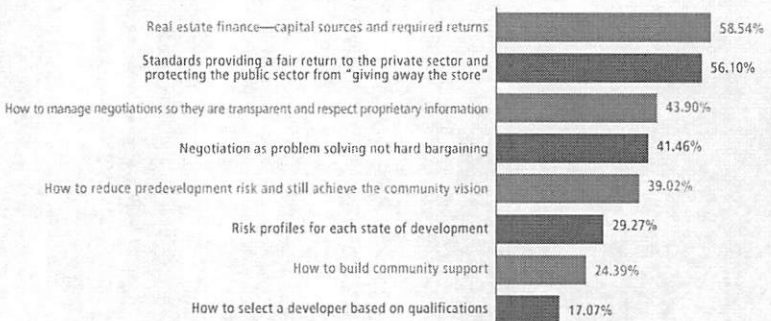 Real estate finance—capital sources and required returns 58.54%
Standards providing a fair return to the private sector and
protecting the public sector from "giving away the store" 56.10%
How to manage negotiations so they are transparent and respect proprietary information 43.90%
Negotiation as problem solving not hard bargaining 41.46%
How to reduce predevelopment risk and still achieve the community vision 39.02%
Risk profiles for each state of development 29.27%
How to build community support 24.39%
How to select a developer based on qualifications 17.07%